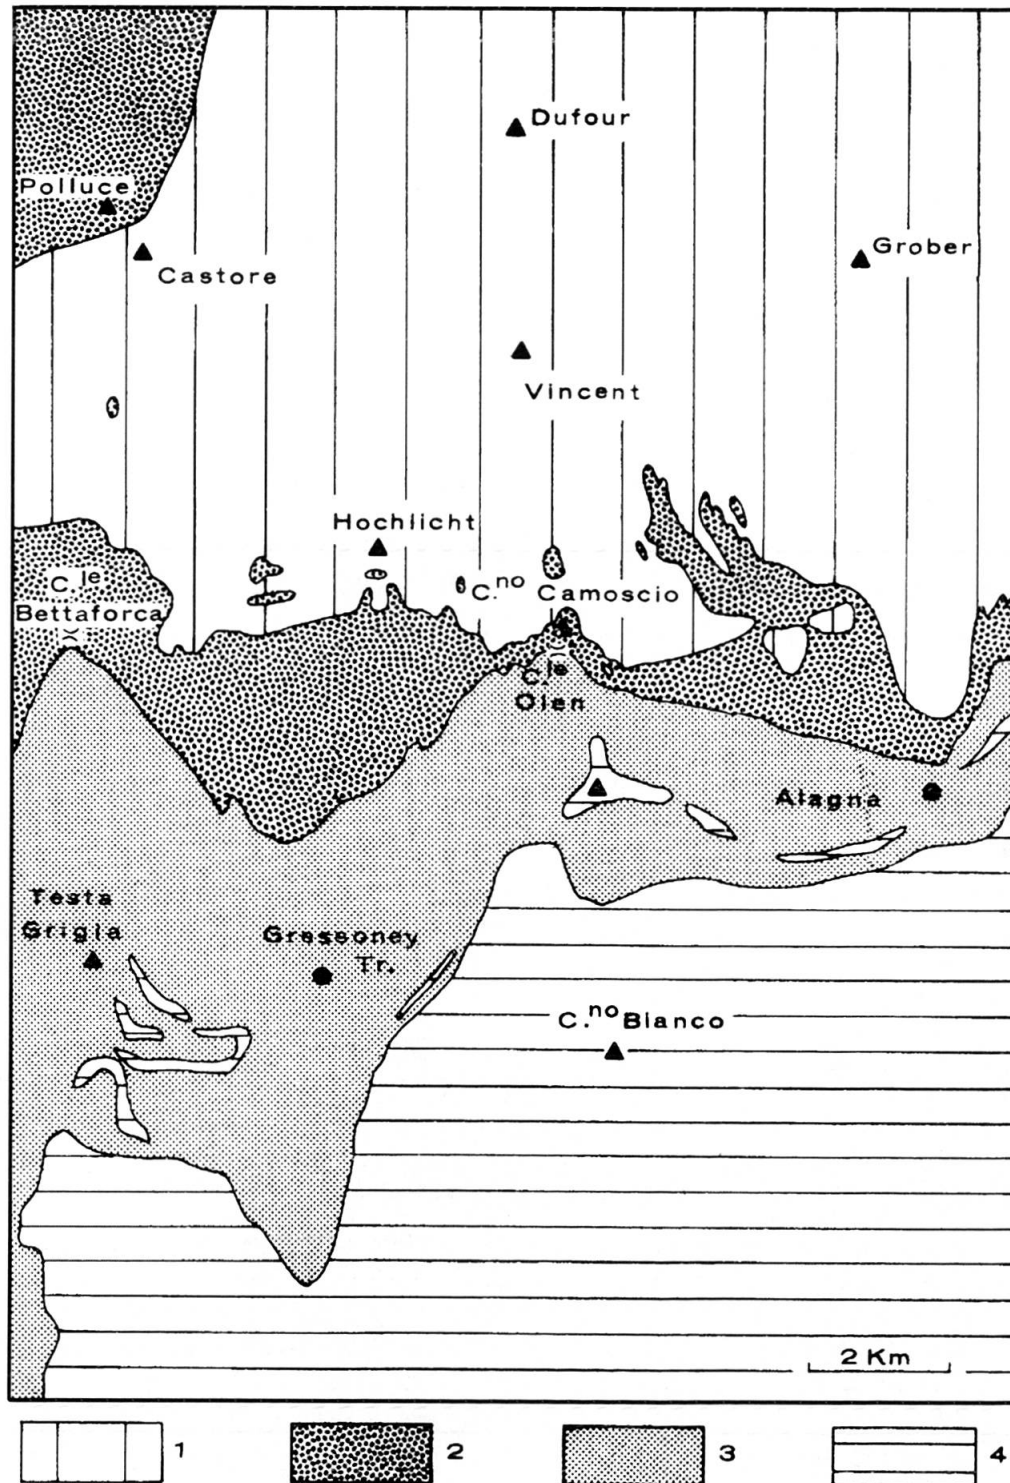 Dufour
Polluce
Grober
Castore
Vincent
Hochlicht
C.le
Bettaforca
C.no Camoscio
C.le
Olen
Alagna
Testa
Grigia
Gressoney
Tr.
C.no Bianco
2 Km
1
2
3
4